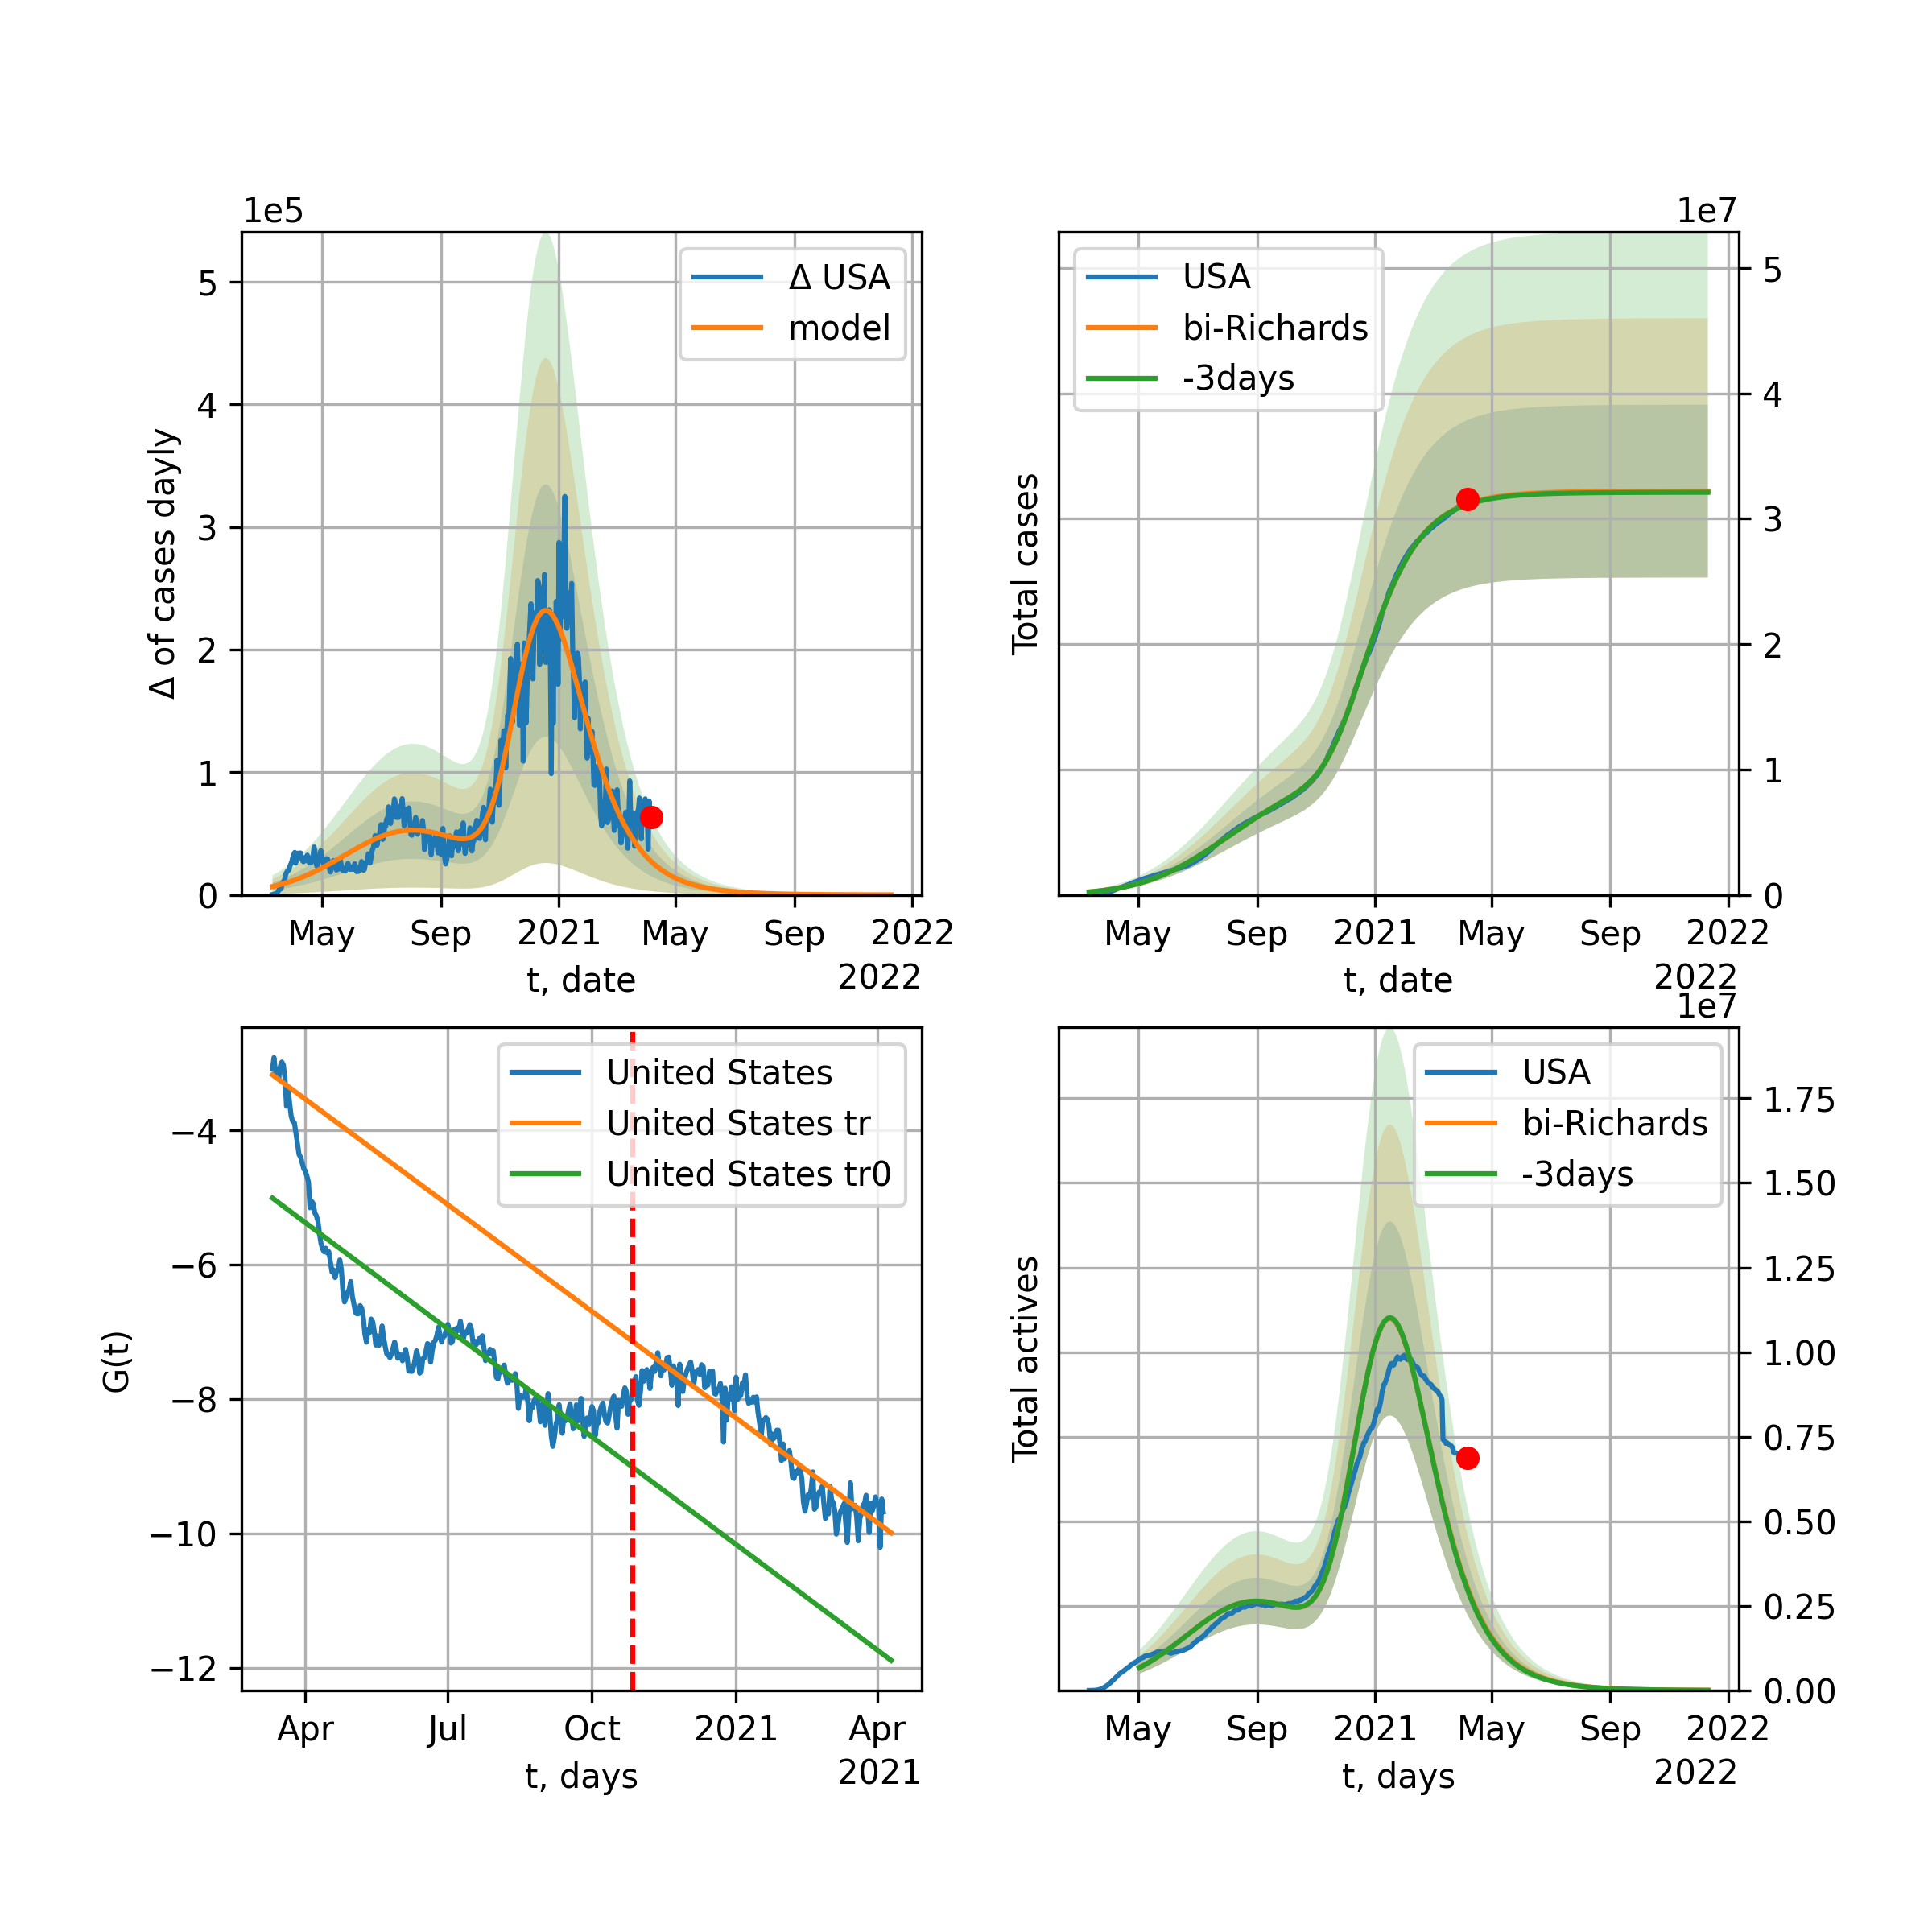 1e5
Δ of cases dayly
5
4
3
2
1
0
Δ USA
model
May Sep 2021 May Sep 2022
t, date
2022
1e7
Total cases
USA
bi-Richards
-3days
5
4
3
2
1
0
May Sep 2021 May Sep 2022
t, date
2022
G(t)
−4
−6
−8
−10
−12
United States
United States tr
United States tr0
Apr Jul Oct 2021 Apr
t, days
2021
1e7
Total actives
USA
bi-Richards
-3days
1.75
1.50
1.25
1.00
0.75
0.50
0.25
0.00
May Sep 2021 May Sep 2022
t, days
2022